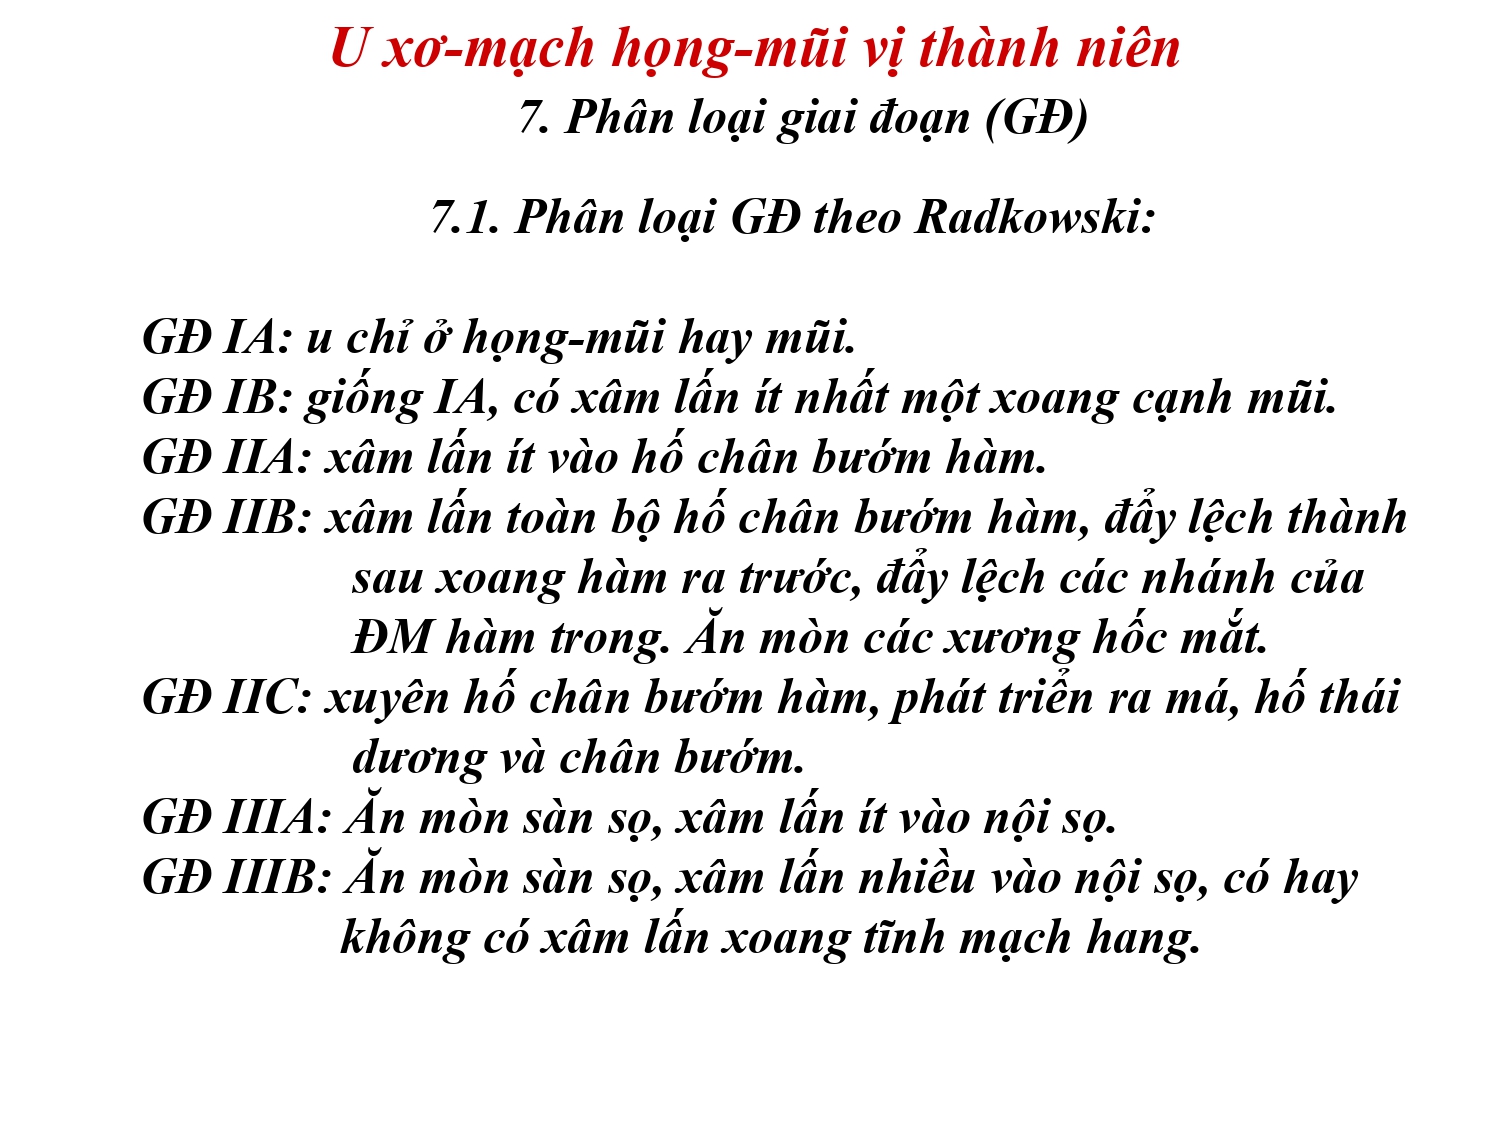 U xơ-mạch họng-mũi vị thành niên
7. Phân loại giai đoạn (GĐ)
7.1. Phân loại GĐ theo Radkowski:
GĐ IA: u chỉ ở họng-mũi hay mũi.
GĐ IB: giống IA, có xâm lấn ít nhất một xoang cạnh mũi.
GĐ IIA: xâm lấn ít vào hố chân bướm hàm.
GĐ IIB: xâm lấn toàn bộ hố chân bướm hàm, đẩy lệch thành
sau xoang hàm ra trước, đẩy lệch các nhánh của
ĐM hàm trong. Ăn mòn các xương hốc mắt.
GĐ IIC: xuyên hố chân bướm hàm, phát triển ra má, hố thái
dương và chân bướm.
GĐ IIIA: Ăn mòn sàn sọ, xâm lấn ít vào nội sọ.
GĐ IIIB: Ăn mòn sàn sọ, xâm lấn nhiều vào nội sọ, có hay
không có xâm lấn xoang tĩnh mạch hang.